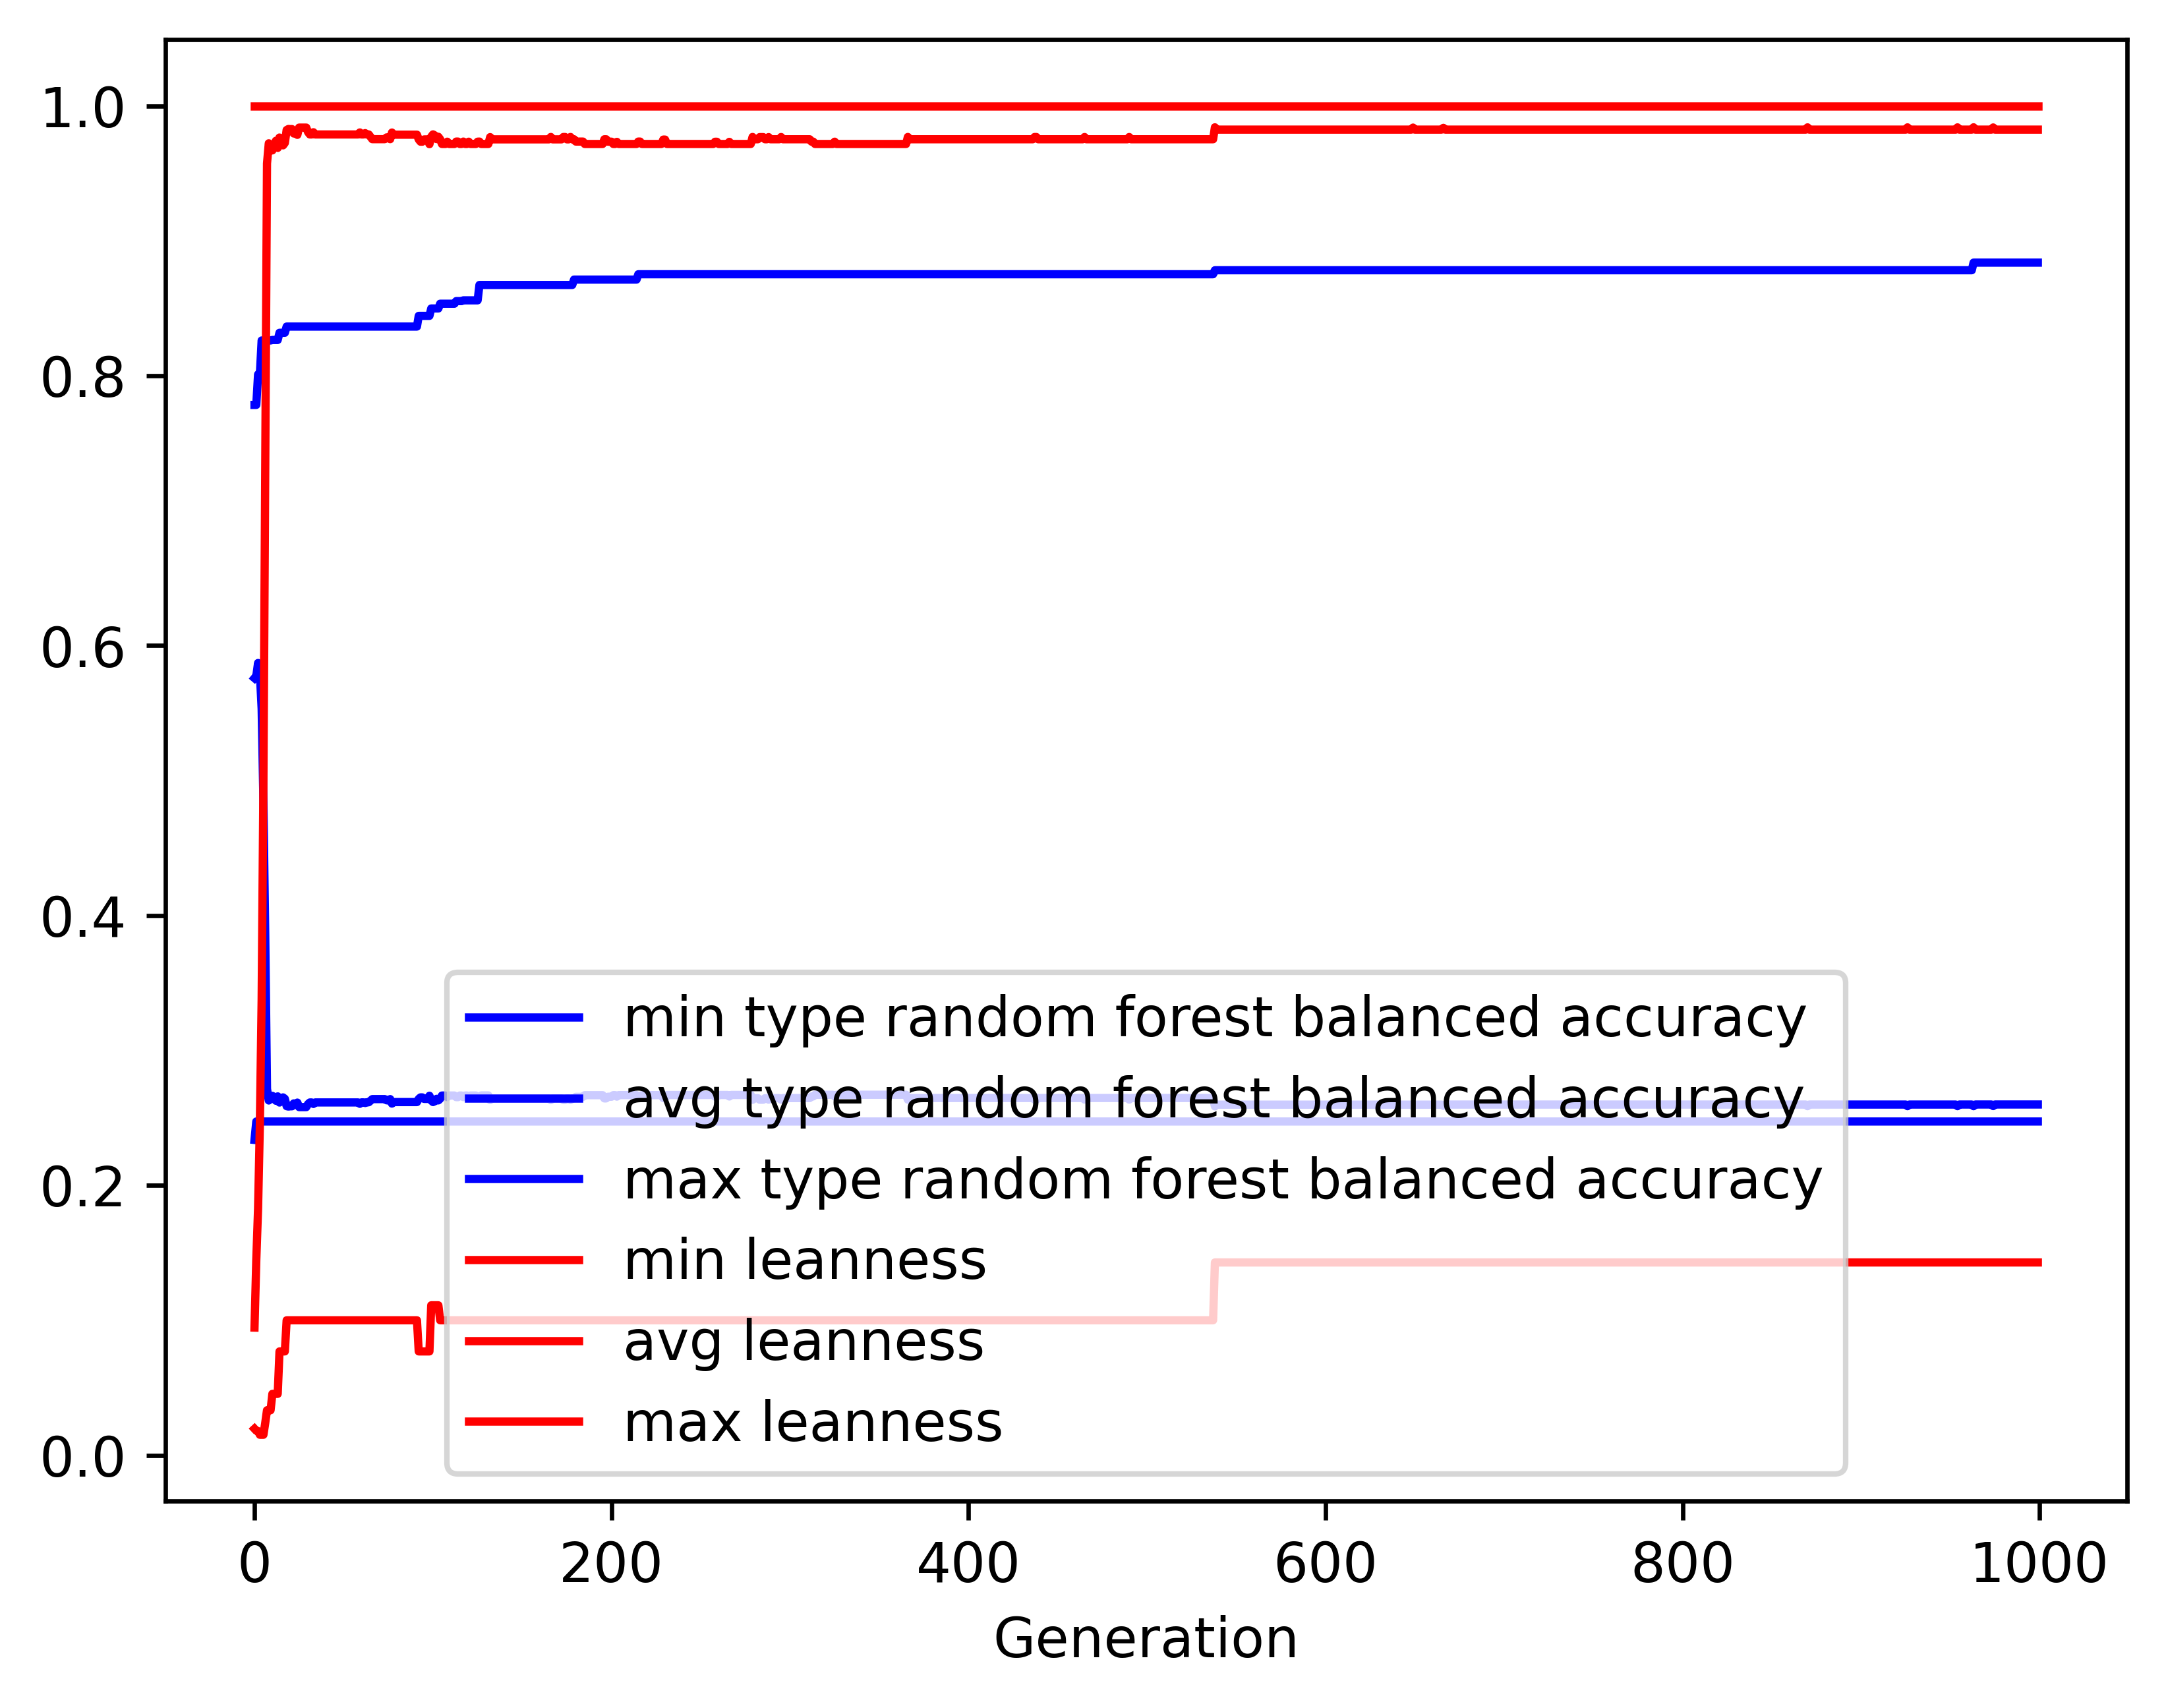 1.0
0.8
0.6
0.4
0.2
0.0
min type random forest balanced accuracy
avg type random forest balanced accuracy
max type random forest balanced accuracy
min leanness
avg leanness
max leanness
0 200 400 600 800 1000
Generation